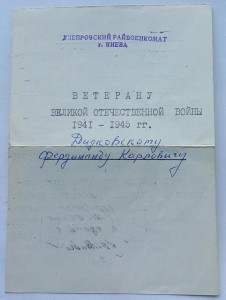 ДНЕПРОВСКИЙ РАЙВОЕНКОМАТ
г. КИЕВА
ВЕТЕРАНУ
ВЕЛИКОЙ ОТЕЧЕСТВЕННОЙ ВОЙНЫ
1941 – 1945 гг.
Дидковскому
Фердинанду Карловичу